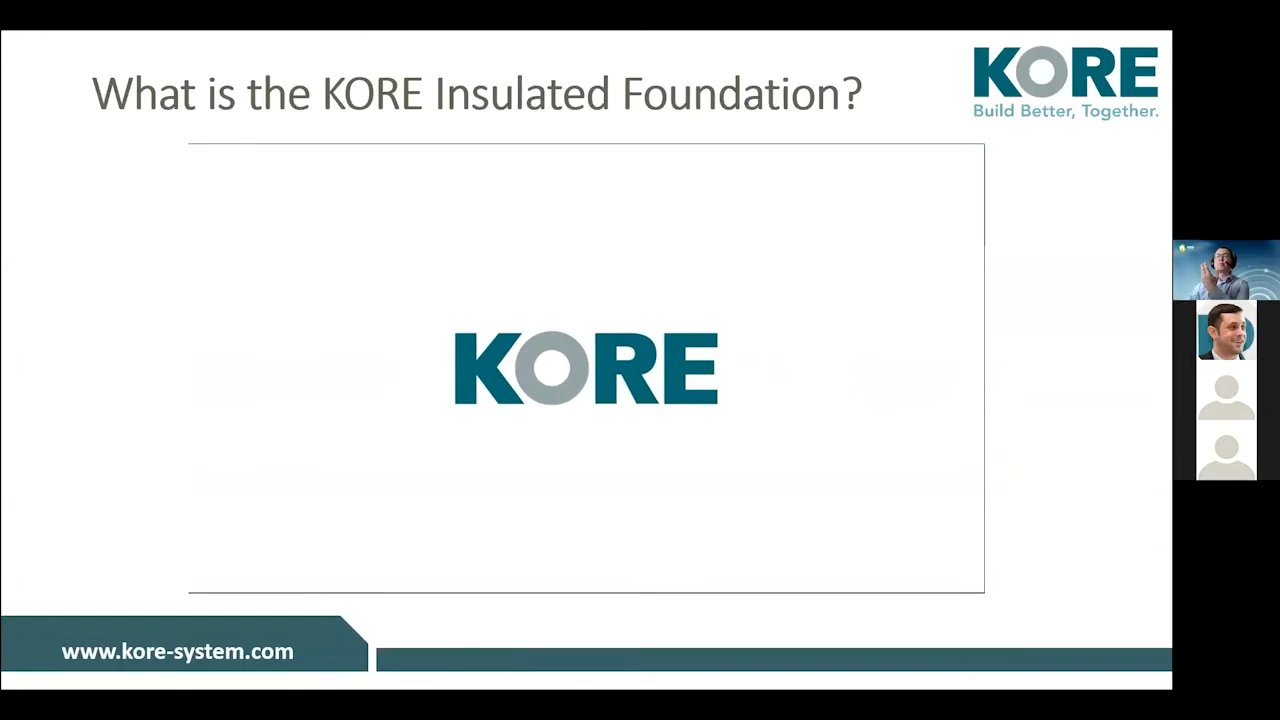 What is the KORE Insulated Foundation?
KORE
Build Better, Together.
KORE
www.kore-system.com